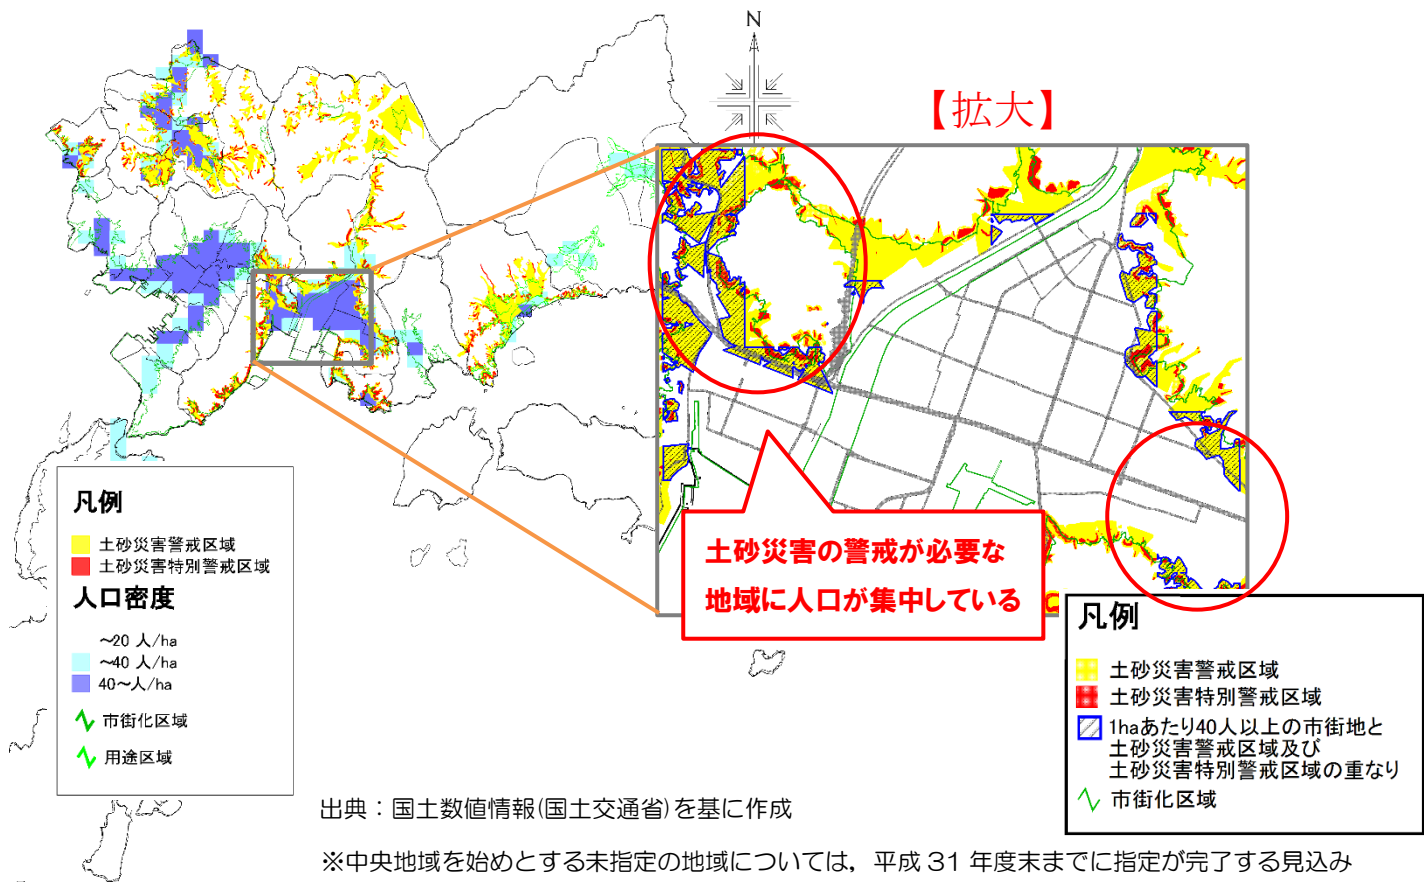 N
【拡大】
土砂災害の警戒が必要な
地域に人口が集中している
凡例
土砂災害警戒区域
土砂災害特別警戒区域
人口密度
～20 人/ha
～40 人/ha
40～人/ha
市街化区域
用途区域
凡例
土砂災害警戒区域
土砂災害特別警戒区域
1haあたり40人以上の市街地と
土砂災害警戒区域及び
土砂災害特別警戒区域の重なり
市街化区域
出典：国土数値情報(国土交通省)を基に作成
※中央地域を始めとする未指定の地域については，平成 31 年度末までに指定が完了する見込み